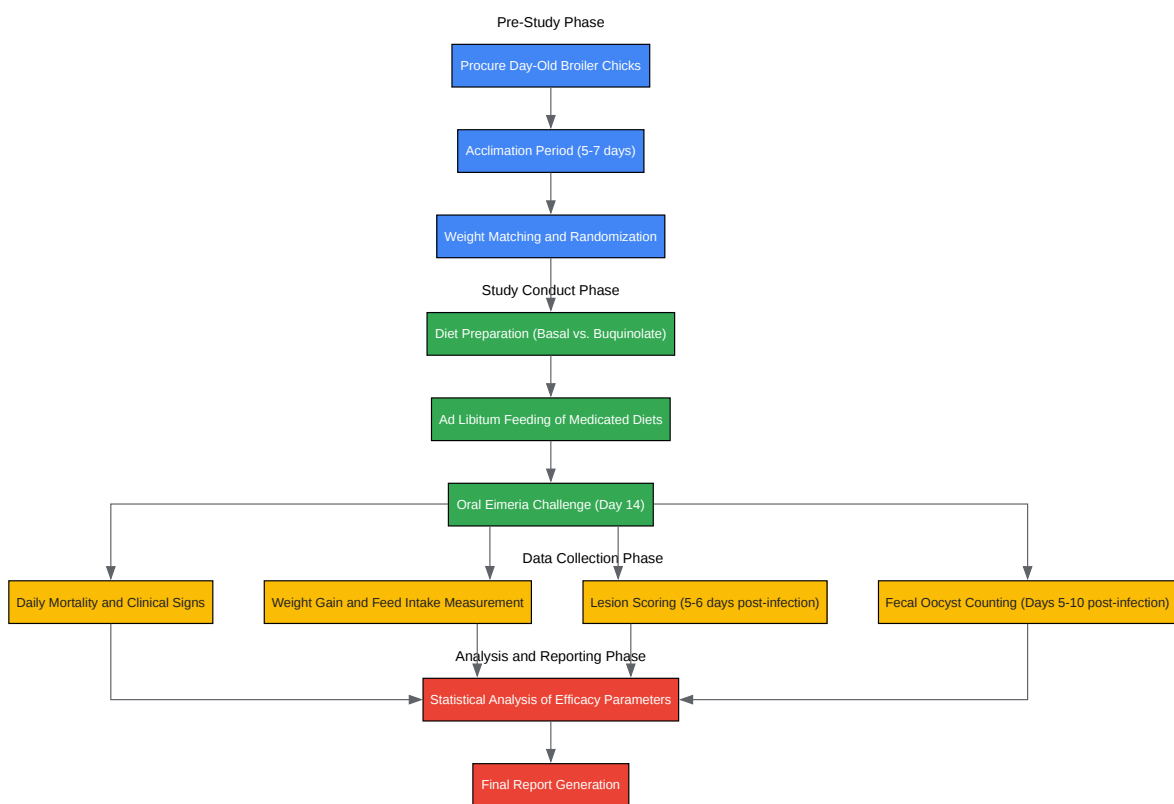 Pre-Study Phase
Procure Day-Old Broiler Chicks
Acclimation Period (5-7 days)
Weight Matching and Randomization
Study Conduct Phase
Diet Preparation (Basal vs. Buquinolate)
Ad Libitum Feeding of Medicated Diets
Oral Eimeria Challenge (Day 14)
Data Collection Phase
Daily Mortality and Clinical Signs
Weight Gain and Feed Intake Measurement
Lesion Scoring (5-6 days post-infection)
Fecal Oocyst Counting (Days 5-10 post-infection)
Analysis and Reporting Phase
Statistical Analysis of Efficacy Parameters
Final Report Generation